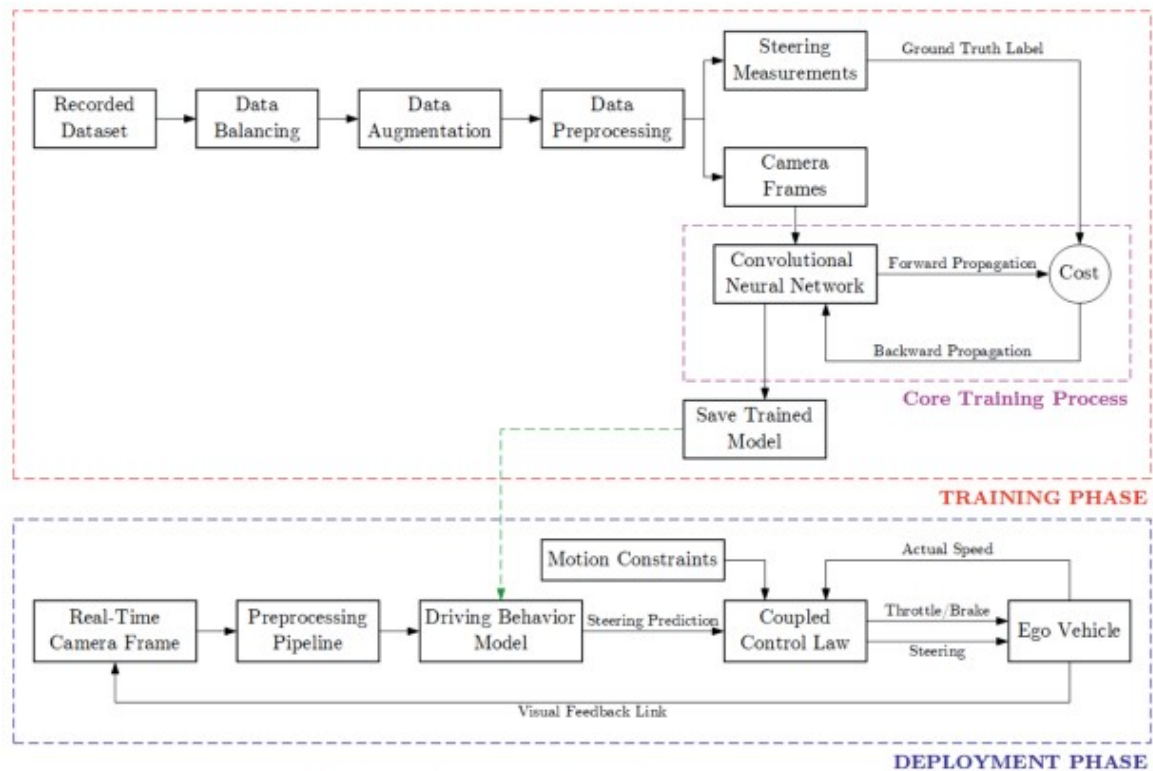 Steering
Measurements
Ground Truth Label
Recorded
Dataset
Data
Balancing
Data
Augmentation
Data
Preprocessing
Camera
Frames
Convolutional
Neural Network
Forward Propagation
Cost
Backward Propagation
Core Training Process
Save Trained
Model
TRAINING PHASE
Motion Constraints
Actual Speed
Real-Time
Camera Frame
Preprocessing
Pipeline
Driving Behavior
Model
Steering Prediction
Coupled
Control Law
Throttle/Brake
Steering
Ego Vehicle
Visual Feedback Link
DEPLOYMENT PHASE